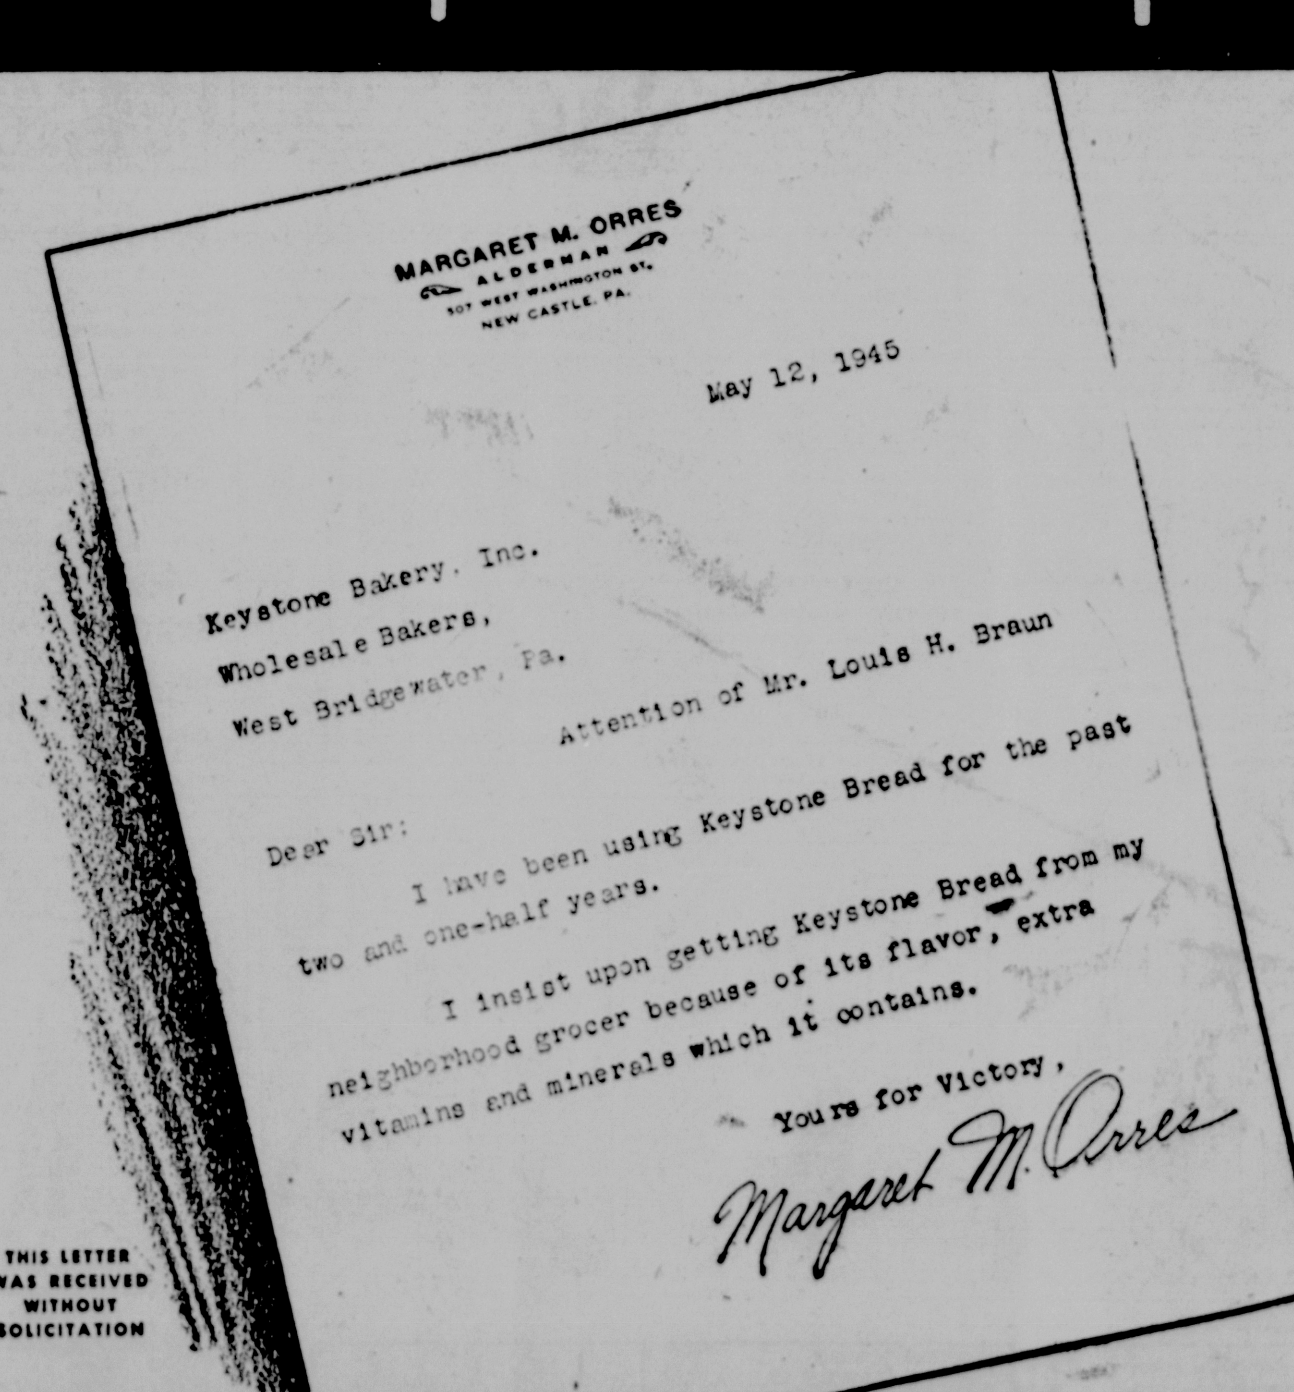 MARGARET M. ORRES
ALDERMAN
507 WEST WASHINGTON ST.
NEW CASTLE, PA.
May 12, 1945
Keystone Bakery, Inc.
Wholesale Bakers,
West Bridgewater, Pa.
Attention of Mr. Louis H. Braun
Dear Sir:
I have been using Keystone Bread for the past
two and one-half years.
I insist upon getting Keystone Bread from my
neighborhood grocer because of its flavor, extra
vitamins and minerals which it contains.
Yours for Victory,
Margaret M. Orres
THIS LETTER
WAS RECEIVED
WITHOUT
SOLICITATION